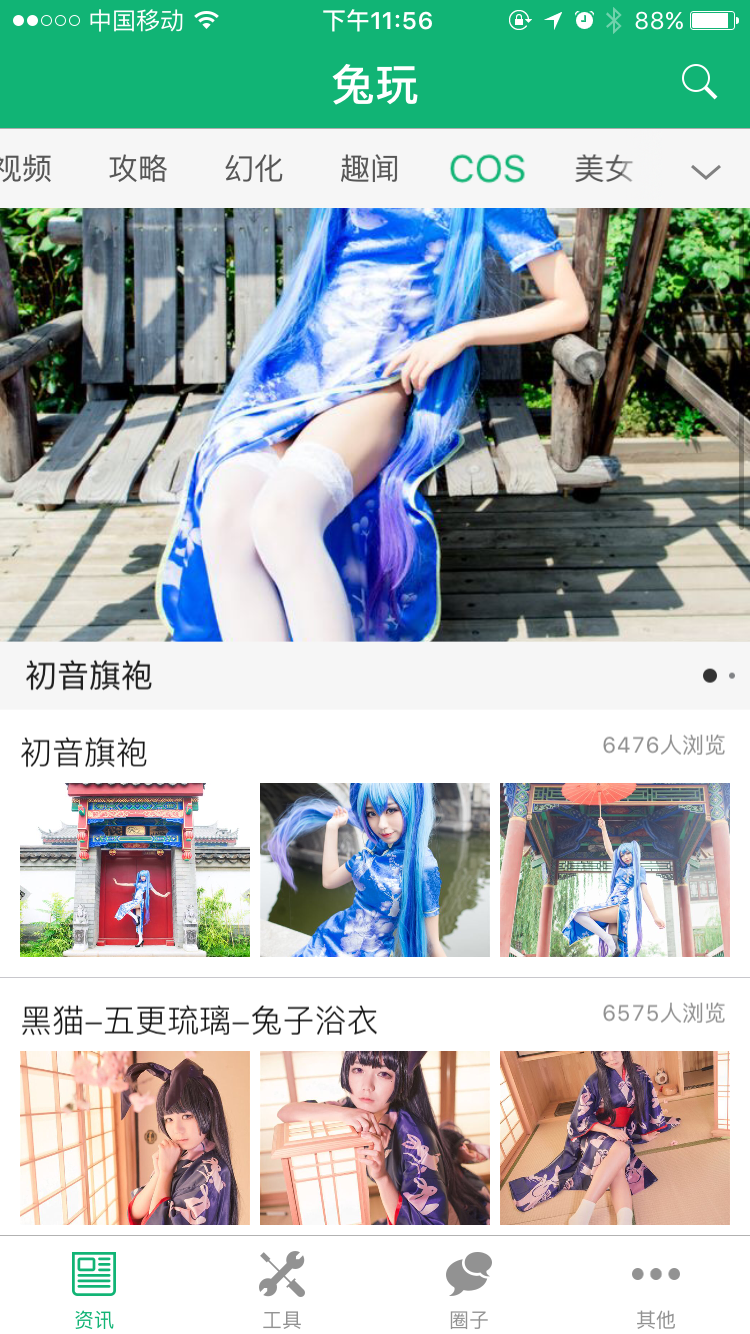 中国移动 下午11:56 88%
兔玩
视频 攻略 幻化 趣闻 COS 美女
初音旗袍
初音旗袍 6476人浏览
黑猫-五更琉璃-兔子浴衣 6575人浏览
资讯 工具 圈子 其他